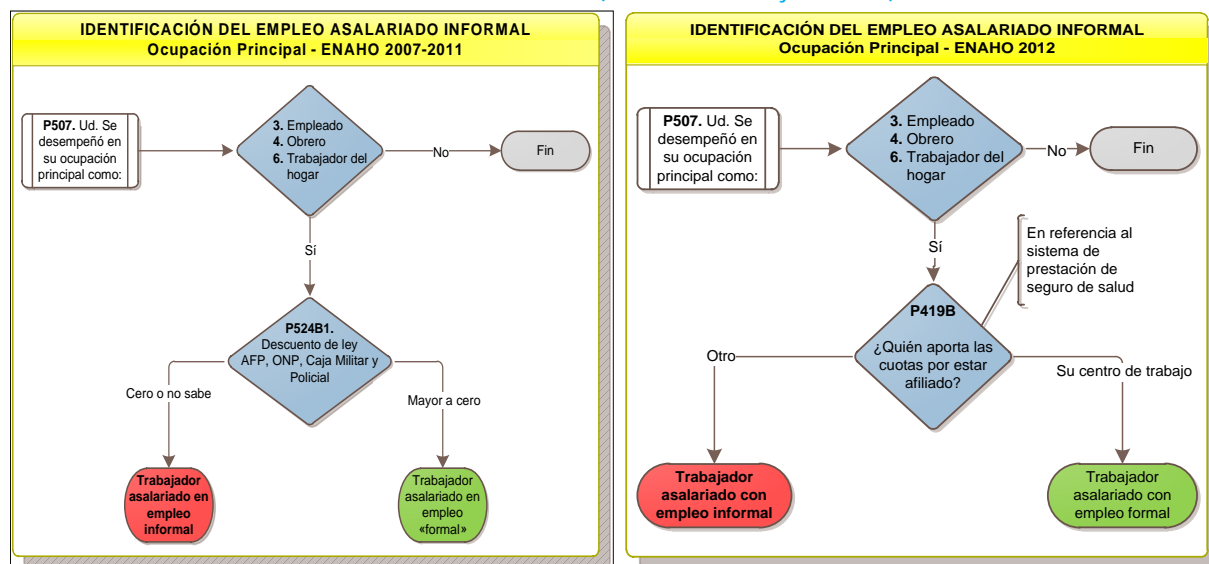 IDENTIFICACIÓN DEL EMPLEO ASALARIADO INFORMAL
Ocupación Principal - ENAHO 2007-2011
P507. Ud. Se
desempeñó en
su ocupación
principal como:
3. Empleado
4. Obrero
6. Trabajador del
hogar
No
Fin
Sí
P524B1.
Descuento de ley
AFP, ONP, Caja Militar y
Policial
Cero o no sabe
Mayor a cero
Trabajador
asalariado en
empleo
informal
Trabajador
asalariado en
empleo
«formal»
IDENTIFICACIÓN DEL EMPLEO ASALARIADO INFORMAL
Ocupación Principal - ENAHO 2012
P507. Ud. Se
desempeñó en
su ocupación
principal como:
3. Empleado
4. Obrero
6. Trabajador del
hogar
No
Fin
Sí
En referencia al
sistema de
prestación de
seguro de salud
P419B
¿Quién aporta las
cuotas por estar
afiliado?
Otro
Su centro de trabajo
Trabajador
asalariado con
empleo informal
Trabajador
asalariado con
empleo formal